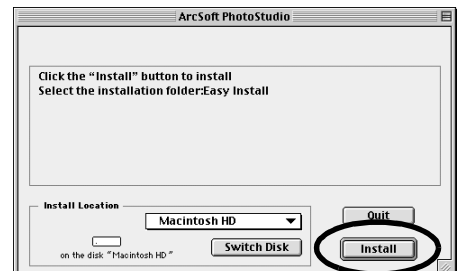 ArcSoft PhotoStudio
Click the “Install” button to install
Select the installation folder:Easy Install
Install Location
Macintosh HD
on the disk “Macintosh HD”
Switch Disk
Quit
Install